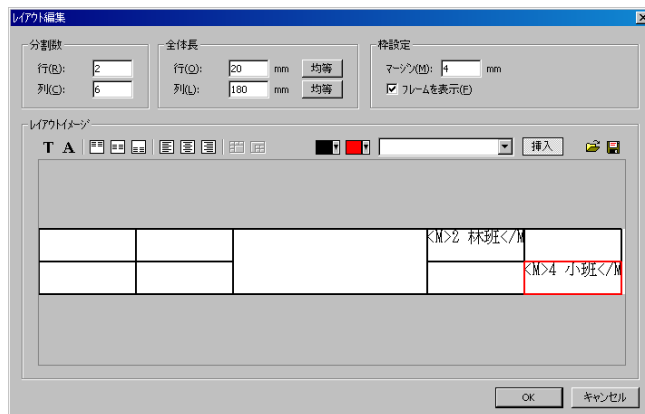 レイアウト編集
分割数
行(R): 2
列(C): 6
全体長
行(O): 20 mm 均等
列(L): 180 mm 均等
枠設定
マージン(M): 4 mm
フレームを表示(F)
レイアウトイメージ
T A 挿入
<M>2 林班</M
<M>4 小班</M
OK キャンセル